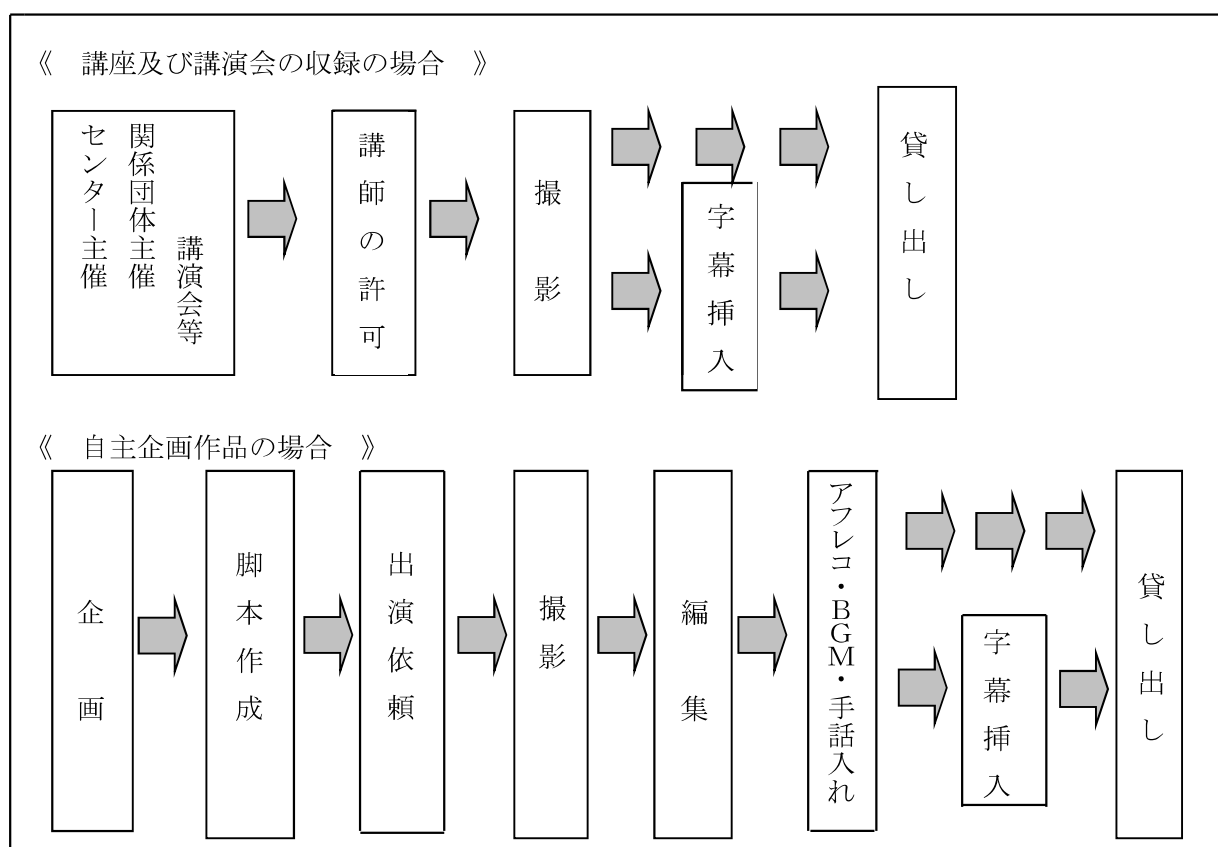 《　講座及び講演会の収録の場合　》
センター主催
関係団体主催
講演会等
講師の許可
撮影
字幕挿入
貸し出し
《　自主企画作品の場合　》
企画
脚本作成
出演依頼
撮影
編集
アフレコ・BGM・手話入れ
字幕挿入
貸し出し